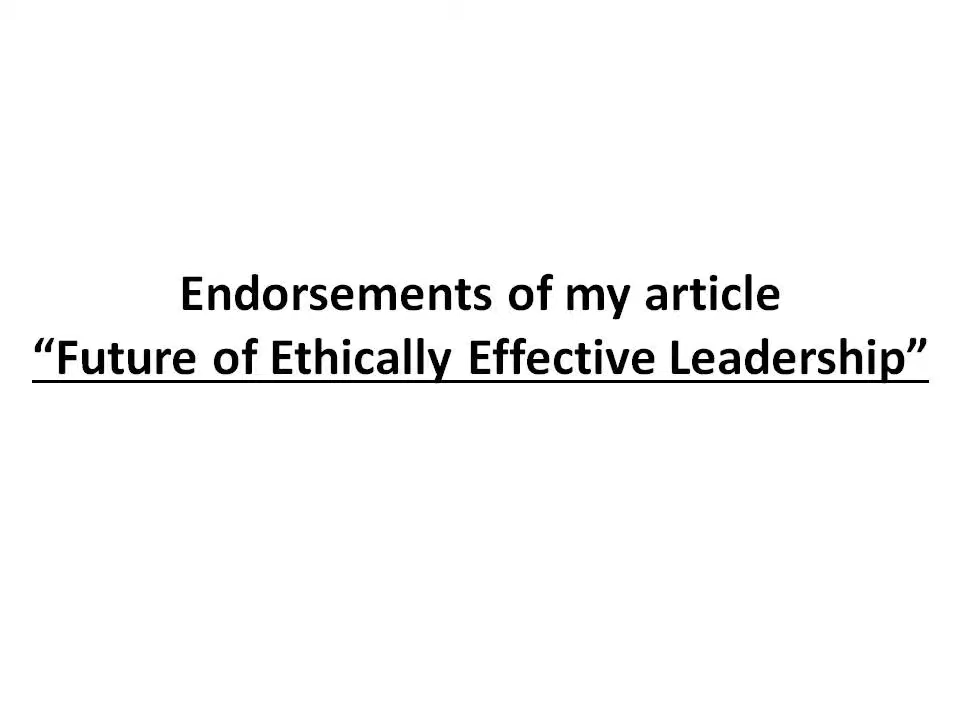 Endorsements of my article
“Future of Ethically Effective Leadership”